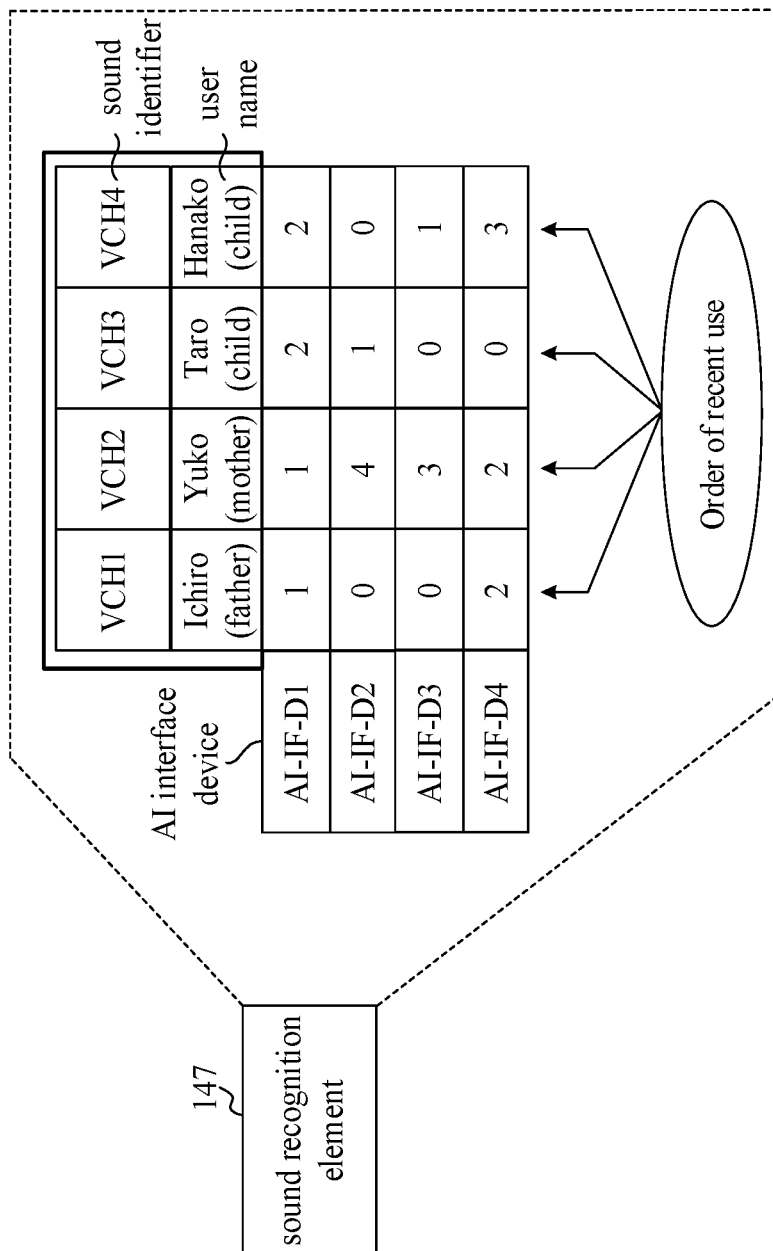 147
sound recognition
element
AI interface
device
sound
identifier
user
name
VCH1 VCH2 VCH3 VCH4
Ichiro
(father)
Yuko
(mother)
Taro
(child)
Hanako
(child)
AI-IF-D1 1 1 2 2
AI-IF-D2 0 4 1 0
AI-IF-D3 0 3 0 1
AI-IF-D4 2 2 0 3
Order of recent use